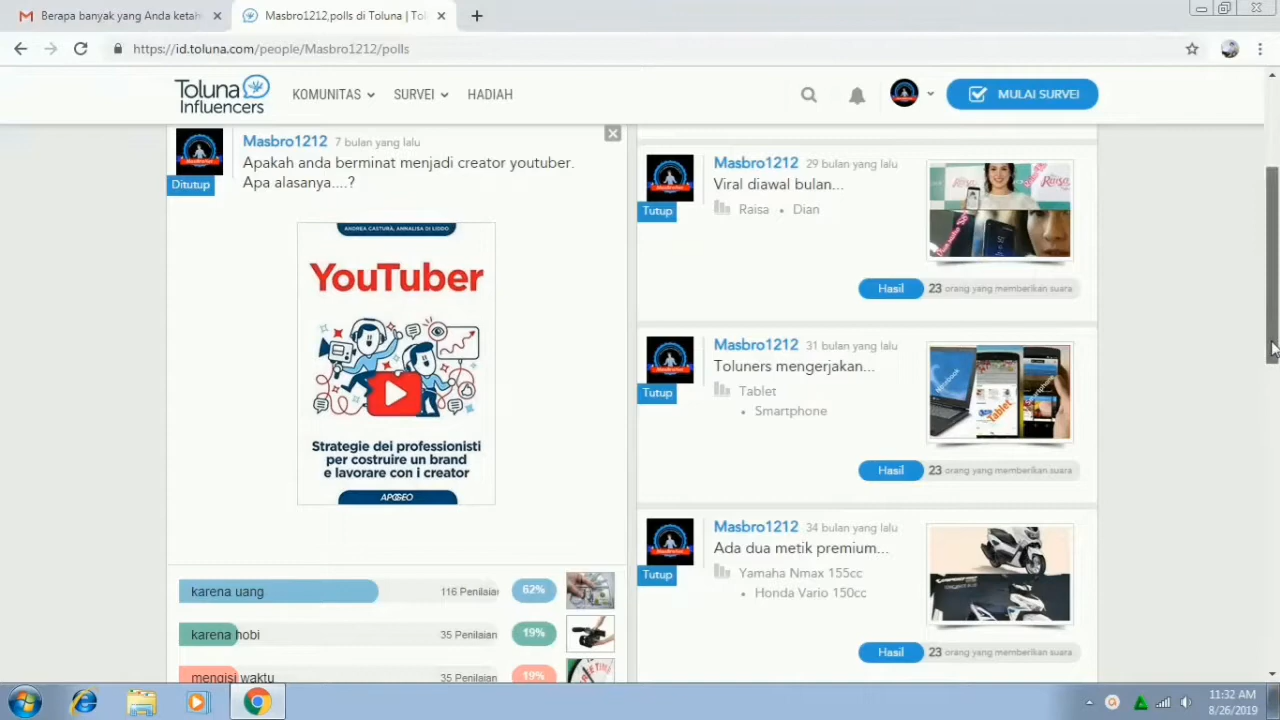 Berapa banyak yang Anda ketah
Masbro1212,polls di Toluna | To
https://id.toluna.com/people/Masbro1212/polls
Toluna
Influencers
KOMUNITAS
SURVEI
HADIAH
MULAI SURVEI
Masbro1212 7 bulan yang lalu
Apakah anda berminat menjadi creator youtuber.
Apa alasanya....?
Ditutup
ANDREA CASTURÀ, ANNALISA DI LIDDO
YouTuber
Strategie dei professionisti
per costruire un brand
e lavorare con i creator
APOGEO
karena uang 116 Penilaian 62%
karena hobi 35 Penilaian 19%
mengisi waktu 35 Penilaian 19%
Masbro1212 29 bulan yang lalu
Viral diawal bulan...
Tutup
Raisa • Dian
Raisa
Hasil 23 orang yang memberikan suara
Masbro1212 31 bulan yang lalu
Toluners mengerjakan...
Tutup
Tablet
• Smartphone
Notebook
Tablet
Hasil 23 orang yang memberikan suara
Masbro1212 34 bulan yang lalu
Ada dua metik premium...
Tutup
Yamaha Nmax 155cc
• Honda Vario 150cc
Hasil 23 orang yang memberikan suara
11:32 AM
8/26/2019